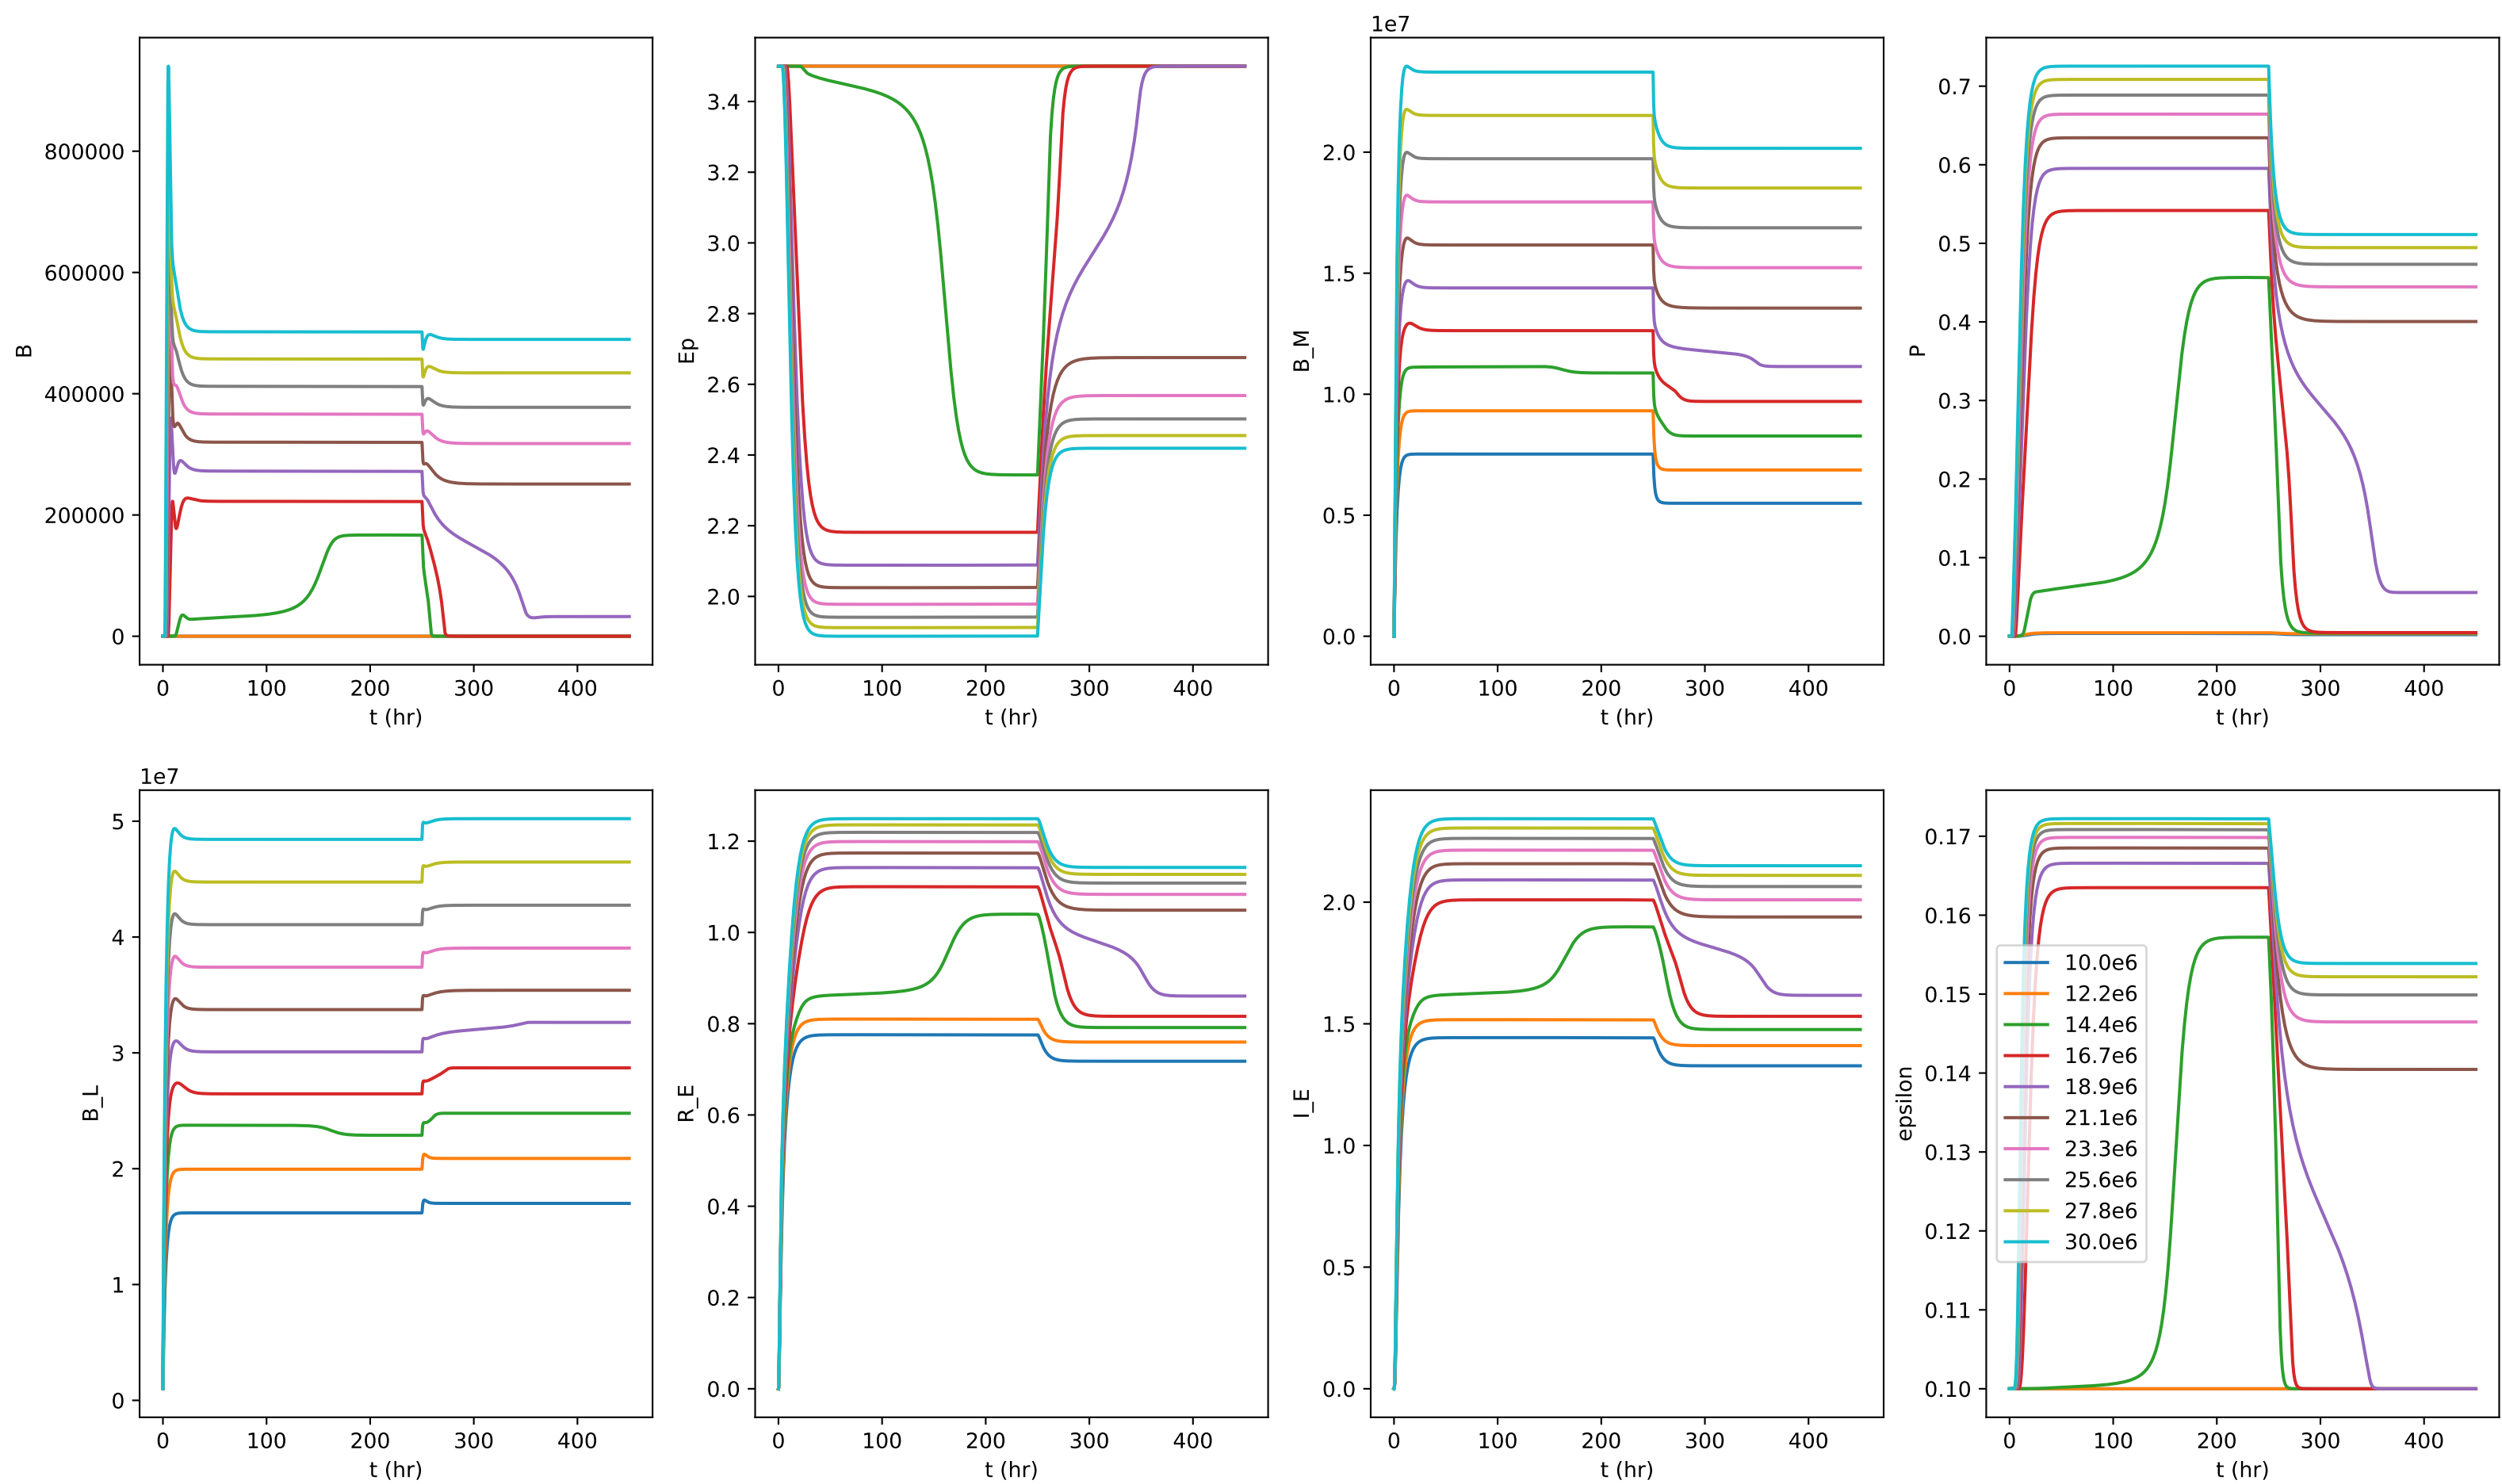 1e7
800000
600000
400000
200000
0
B
0 100 200 300 400
t (hr)
3.4
3.2
3.0
2.8
2.6
2.4
2.2
2.0
Ep
0 100 200 300 400
t (hr)
2.0
1.5
1.0
0.5
0.0
B_M
0 100 200 300 400
t (hr)
0.7
0.6
0.5
0.4
0.3
0.2
0.1
0.0
P
0 100 200 300 400
t (hr)
1e7
5
4
3
2
1
0
B_L
0 100 200 300 400
t (hr)
1.2
1.0
0.8
0.6
0.4
0.2
0.0
R_E
0 100 200 300 400
t (hr)
2.0
1.5
1.0
0.5
0.0
I_E
0 100 200 300 400
t (hr)
0.17
0.16
0.15
0.14
0.13
0.12
0.11
0.10
epsilon
10.0e6
12.2e6
14.4e6
16.7e6
18.9e6
21.1e6
23.3e6
25.6e6
27.8e6
30.0e6
0 100 200 300 400
t (hr)